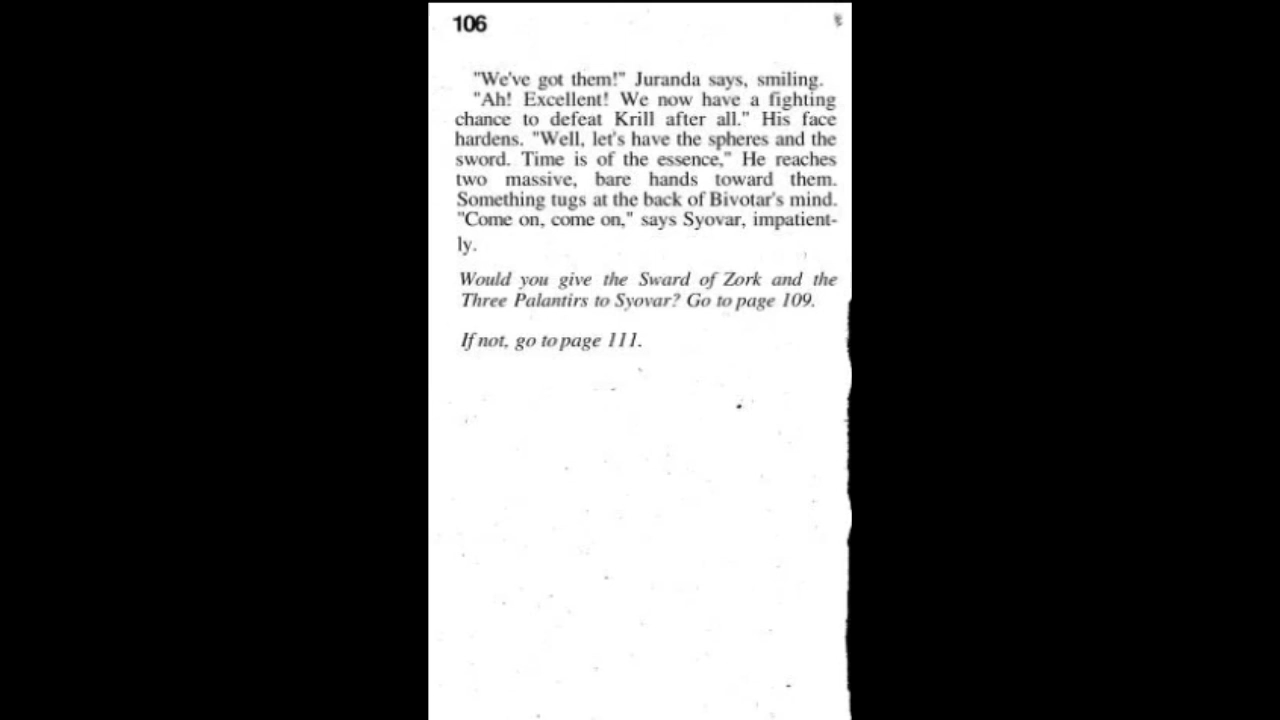 106
"We've got them!" Juranda says, smiling.
"Ah! Excellent! We now have a fighting
chance to defeat Krill after all." His face
hardens. "Well, let's have the spheres and the
sword. Time is of the essence," He reaches
two massive, bare hands toward them.
Something tugs at the back of Bivotar's mind.
"Come on, come on," says Syovar, impatient-
ly.
Would you give the Sward of Zork and the
Three Palantirs to Syovar? Go to page 109.
If not, go to page 111.